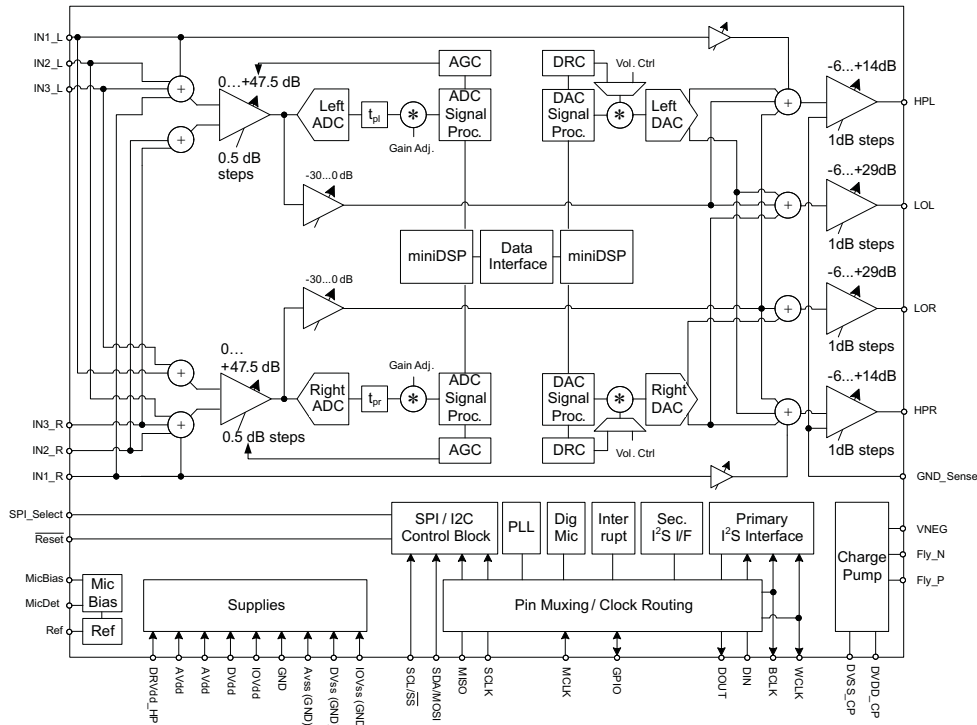 IN1_L
IN2_L
IN3_L
0…+47.5 dB
0.5 dB
steps
Left
ADC
tpl
*
Gain Adj.
AGC
ADC
Signal
Proc.
DRC
Vol. Ctrl
DAC
Signal
Proc.
*
Left
DAC
+
+
+
-6...+14dB
1dB steps
HPL
-30...0 dB
+
-6...+29dB
1dB steps
LOL
miniDSP
Data
Interface
miniDSP
-30...0 dB
+
-6...+29dB
1dB steps
LOR
0…
+47.5 dB
0.5 dB steps
+
+
Right
ADC
tpr
Gain Adj.
*
ADC
Signal
Proc.
AGC
DAC
Signal
Proc.
DRC
*
Vol. Ctrl
Right
DAC
+
-6...+14dB
1dB steps
HPR
IN3_R
IN2_R
IN1_R
GND_Sense
SPI_Select
Reset
SPI / I2C
Control Block
PLL
Dig
Mic
Inter
rupt
Sec.
I²S I/F
Primary
I²S Interface
Charge
Pump
VNEG
Fly_N
Fly_P
MicBias
MicDet
Ref
Mic
Bias
Ref
Supplies
Pin Muxing / Clock Routing
DRVdd_HP
AVdd
AVdd
DVdd
IOVdd
GND
Avss (GND)
DVss (GND
IOVss (GND
SCL/SS
SDA/MOSI
MISO
SCLK
MCLK
GPIO
DOUT
DIN
BCLK
WCLK
DVSS_CP
DVDD_CP